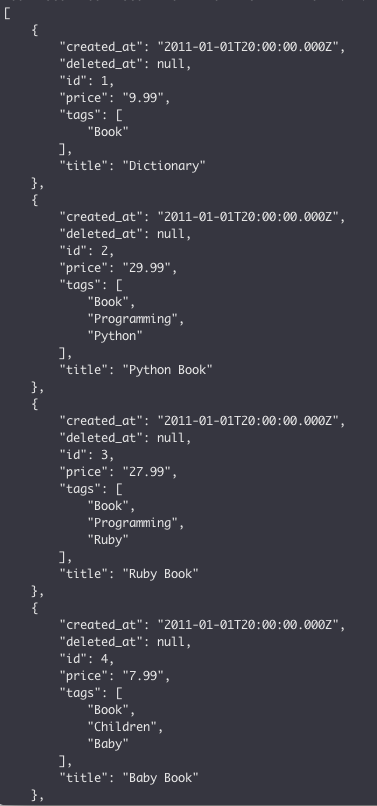 [
    {
        "created_at": "2011-01-01T20:00:00.000Z",
        "deleted_at": null,
        "id": 1,
        "price": "9.99",
        "tags": [
            "Book"
        ],
        "title": "Dictionary"
    },
    {
        "created_at": "2011-01-01T20:00:00.000Z",
        "deleted_at": null,
        "id": 2,
        "price": "29.99",
        "tags": [
            "Book",
            "Programming",
            "Python"
        ],
        "title": "Python Book"
    },
    {
        "created_at": "2011-01-01T20:00:00.000Z",
        "deleted_at": null,
        "id": 3,
        "price": "27.99",
        "tags": [
            "Book",
            "Programming",
            "Ruby"
        ],
        "title": "Ruby Book"
    },
    {
        "created_at": "2011-01-01T20:00:00.000Z",
        "deleted_at": null,
        "id": 4,
        "price": "7.99",
        "tags": [
            "Book",
            "Children",
            "Baby"
        ],
        "title": "Baby Book"
    },